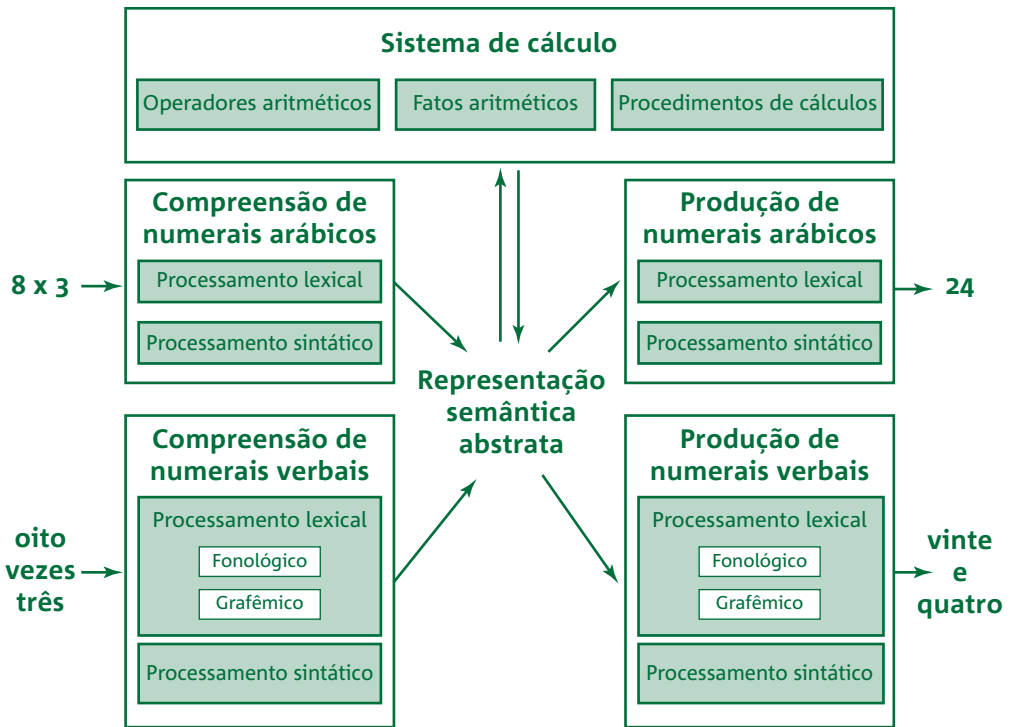 Sistema de cálculo
Operadores aritméticos
Fatos aritméticos
Procedimentos de cálculos
Compreensão de
numerais arábicos
Processamento lexical
Processamento sintático
8 x 3
Produção de
numerais arábicos
Processamento lexical
Processamento sintático
24
Representação
semântica
abstrata
Compreensão de
numerais verbais
Processamento lexical
Fonológico
Grafêmico
Processamento sintático
oito
vezes
três
Produção de
numerais verbais
Processamento lexical
Fonológico
Grafêmico
Processamento sintático
vinte
e
quatro